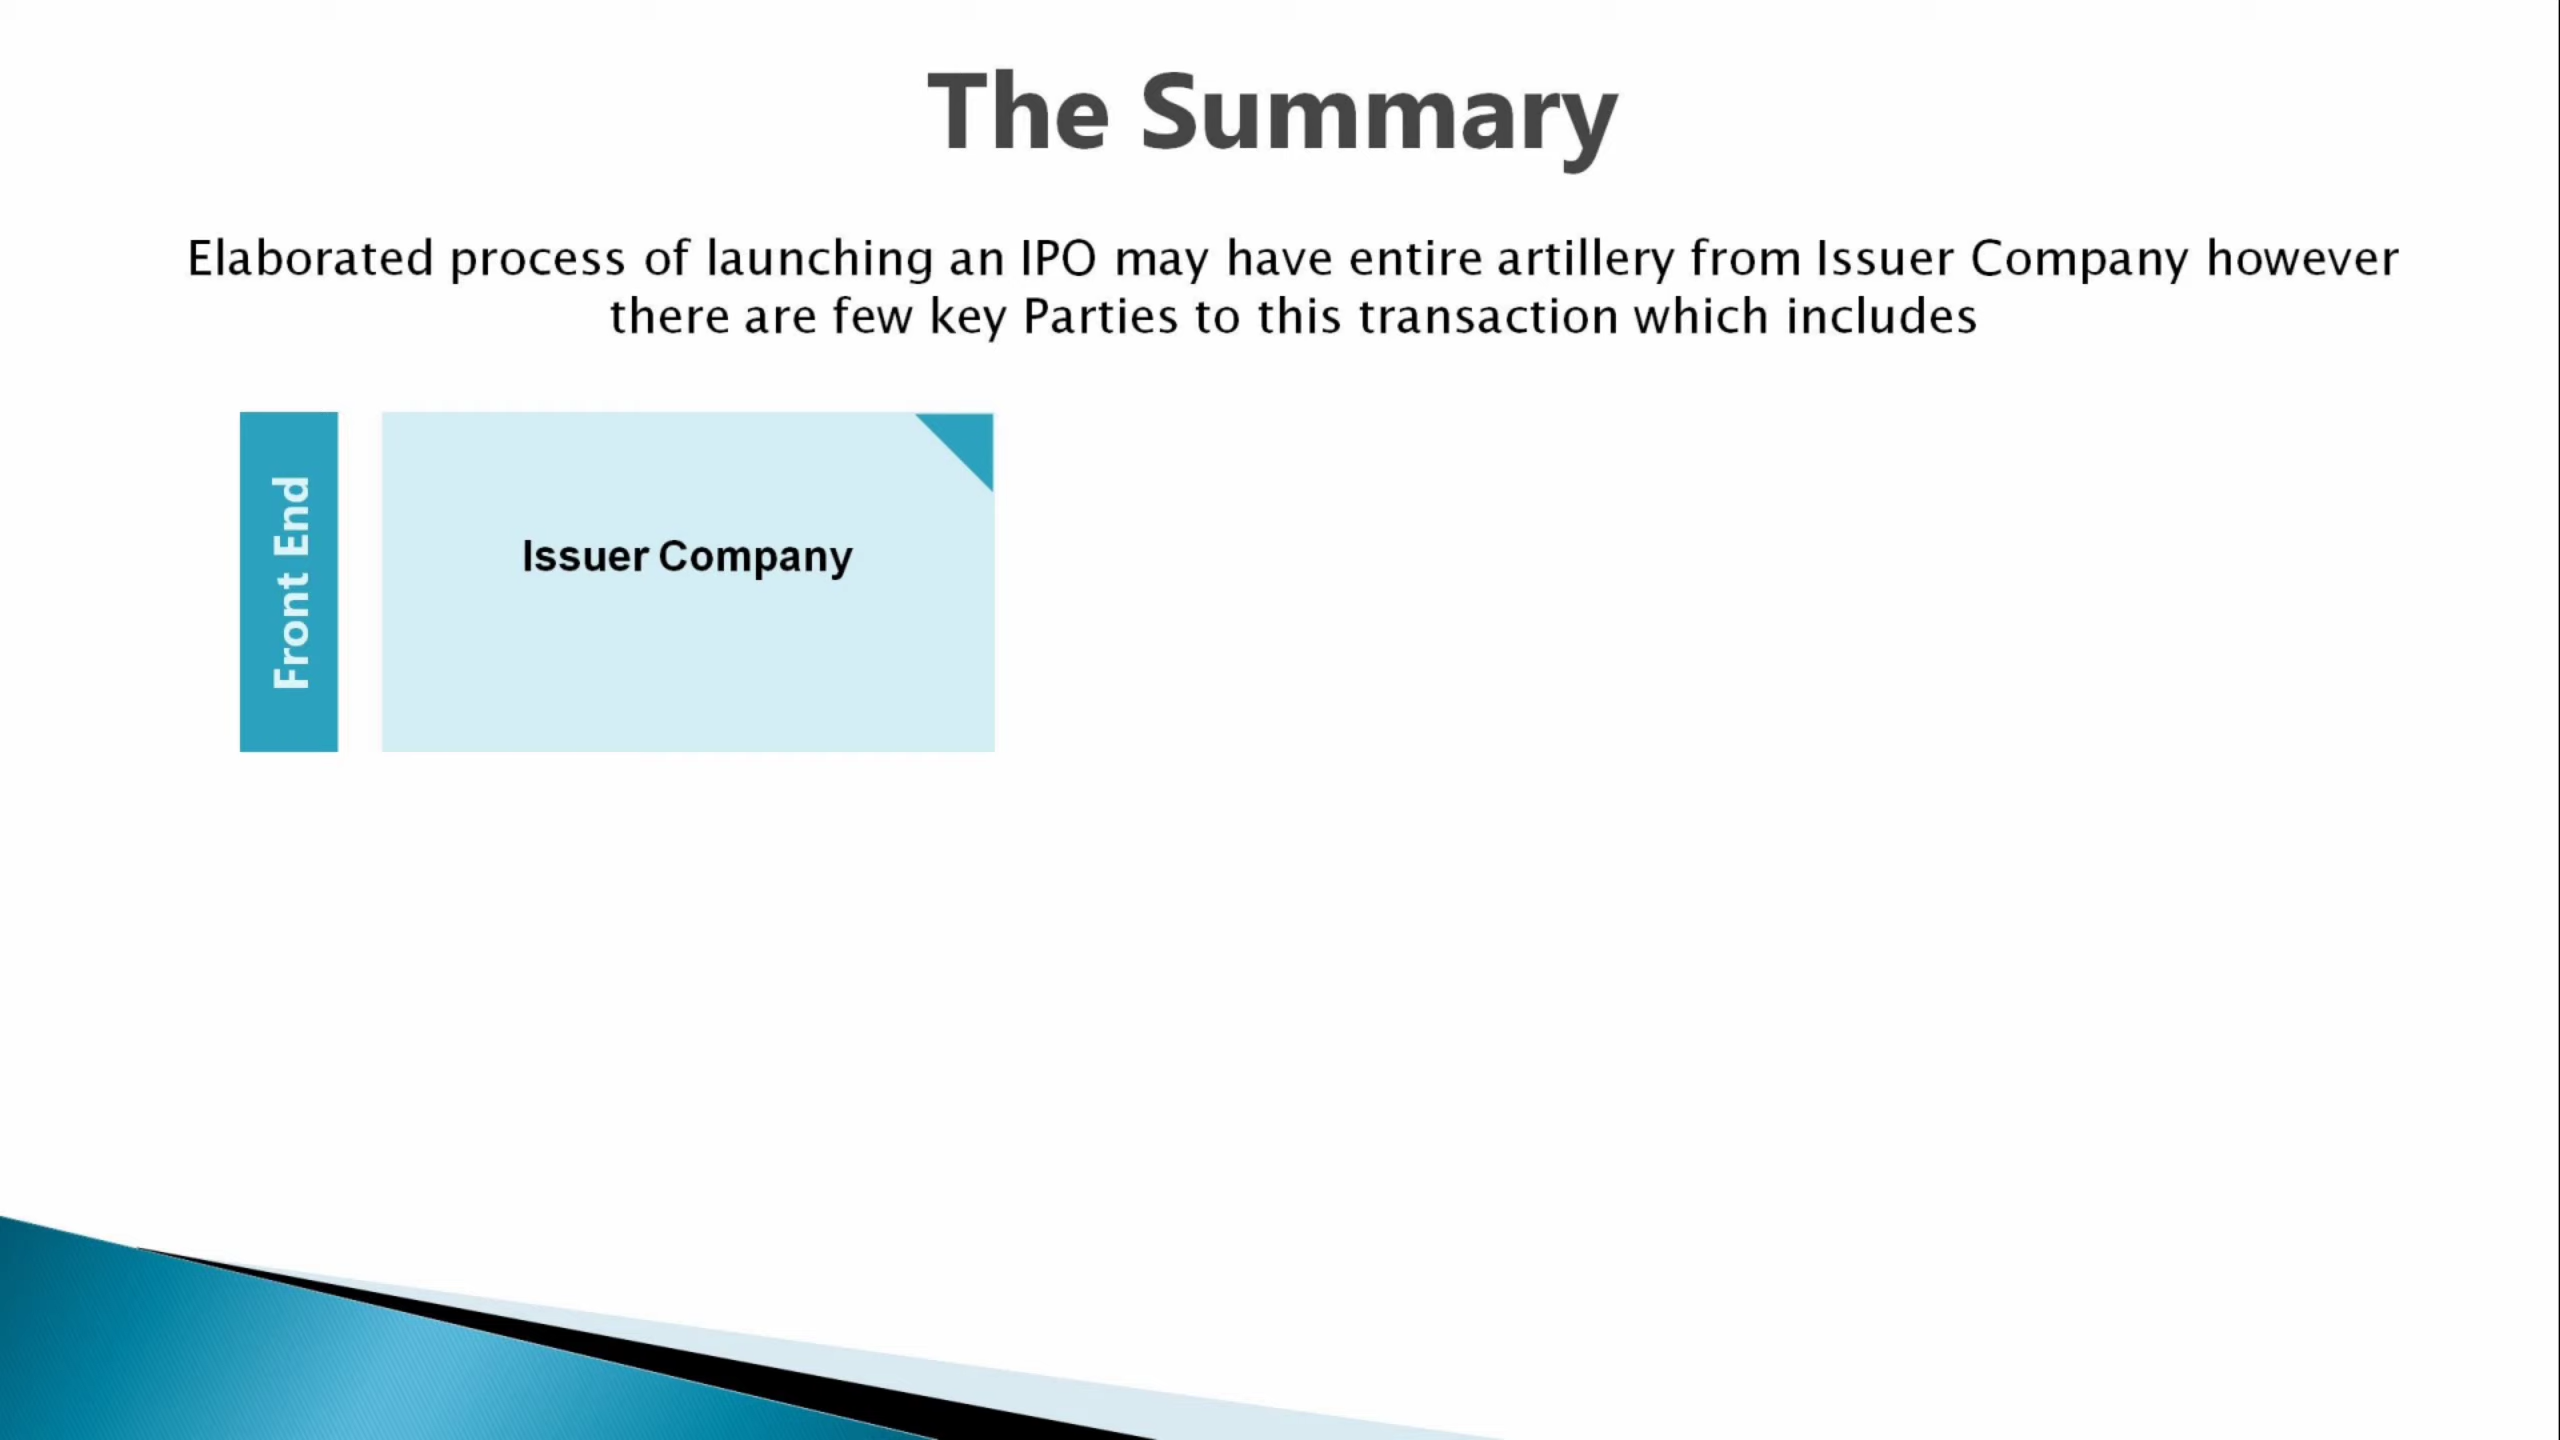 The Summary
Elaborated process of launching an IPO may have entire artillery from Issuer Company however
there are few key Parties to this transaction which includes
Front End
Issuer Company